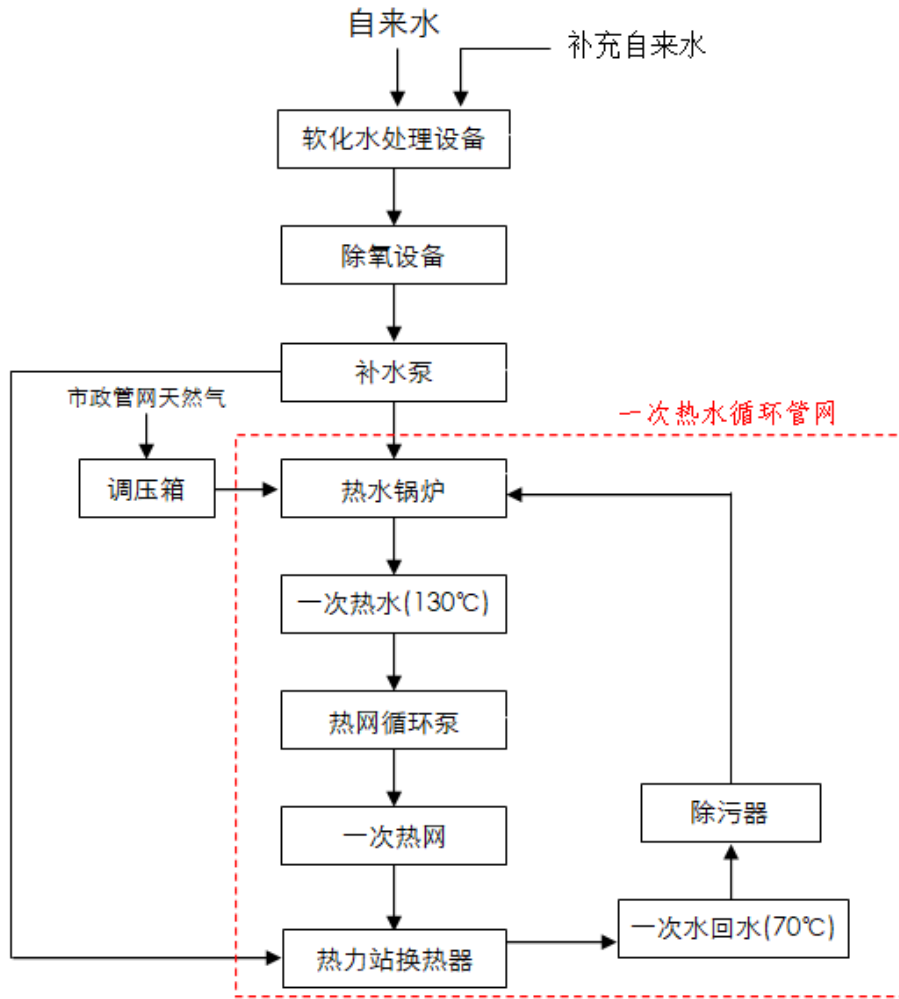 自来水
补充自来水
软化水处理设备
除氧设备
补水泵
市政管网天然气
一次热水循环管网
调压箱
热水锅炉
一次热水(130℃)
热网循环泵
除污器
一次热网
一次水回水(70℃)
热力站换热器